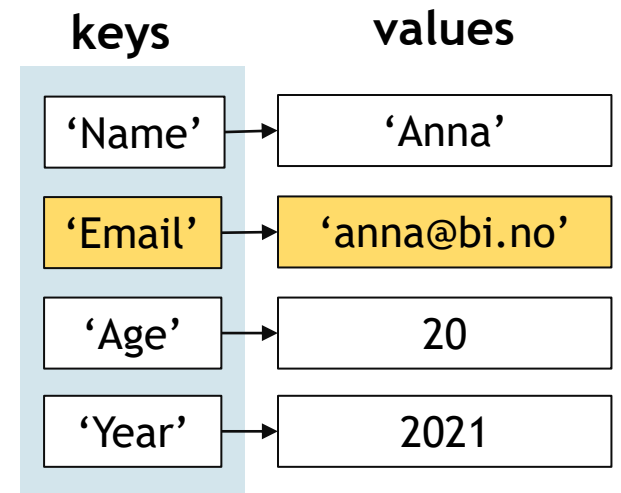 keys values
‘Name’ ‘Anna’
‘Email’ ‘anna@bi.no’
‘Age’ 20
‘Year’ 2021